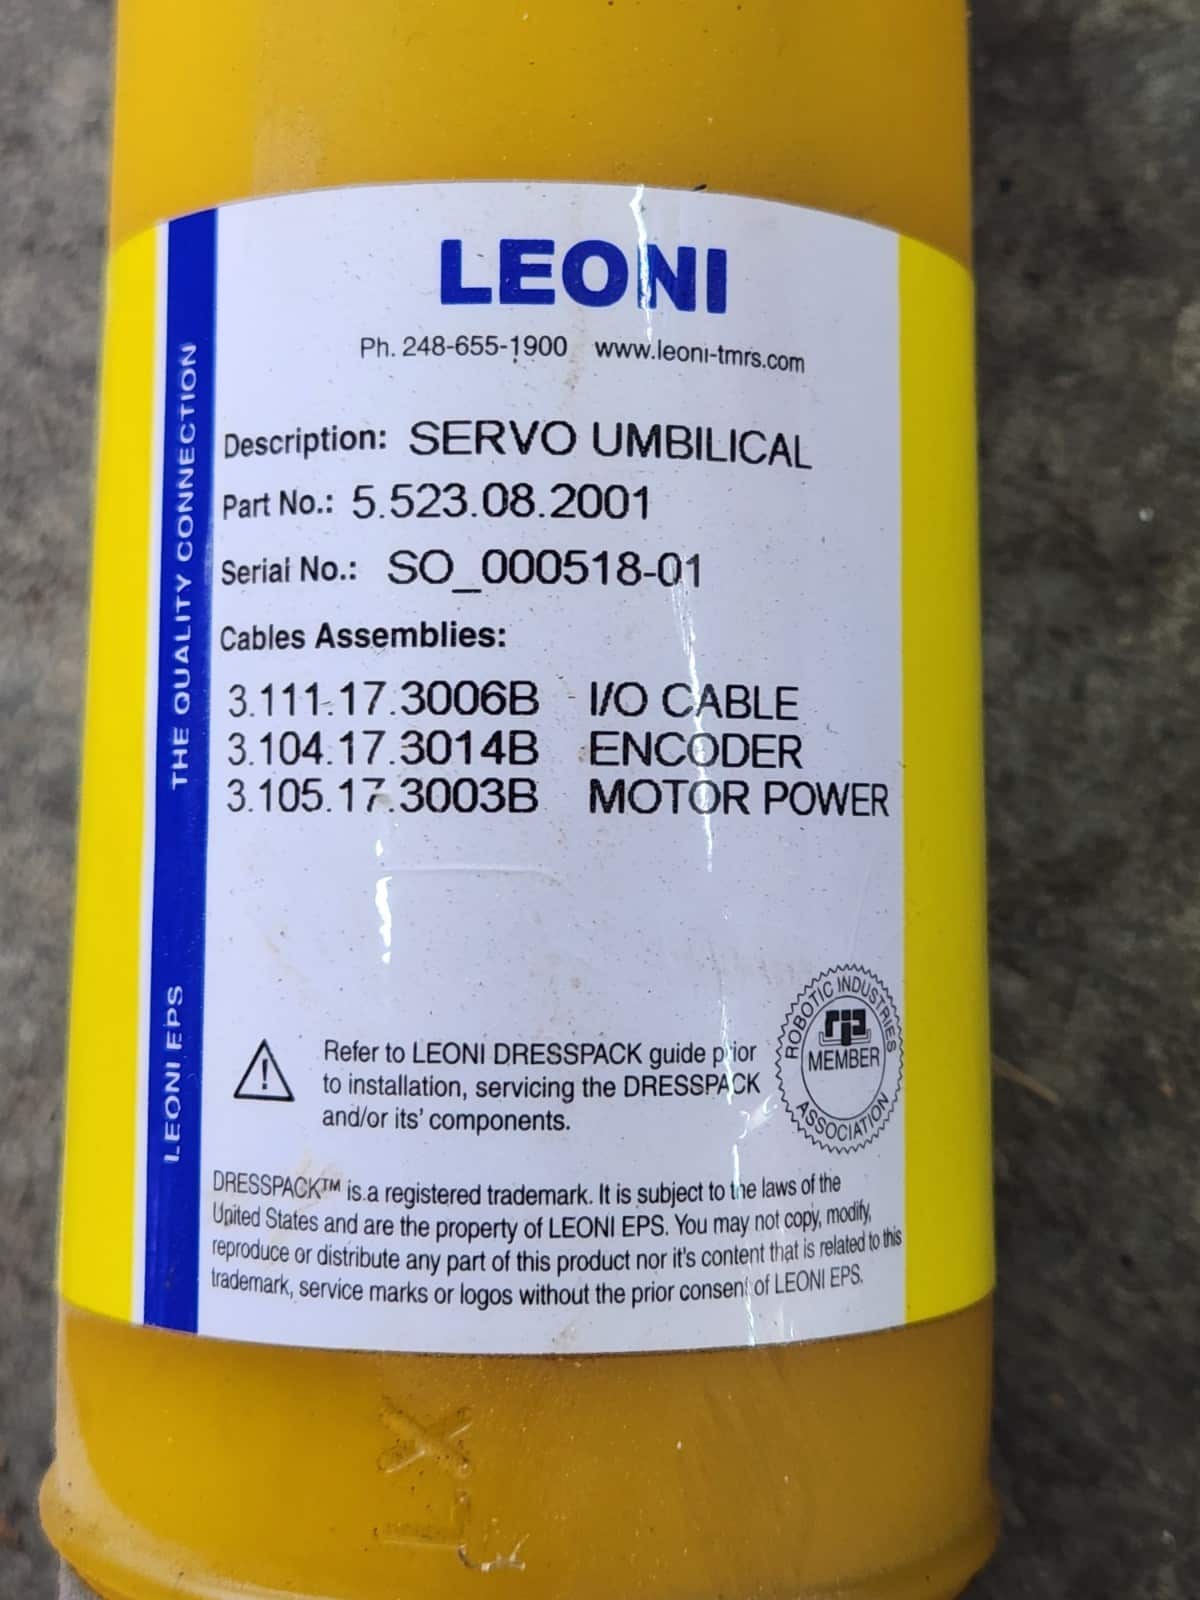 LEONI
Ph. 248-655-1900 www.leoni-tmrs.com
Description: SERVO UMBILICAL
Part No.: 5.523.08.2001
Serial No.: SO_000518-01
Cables Assemblies:
3.111.17.3006B I/O CABLE
3.104.17.3014B ENCODER
3.105.17.3003B MOTOR POWER
Refer to LEONI DRESSPACK guide prior
to installation, servicing the DRESSPACK
and/or its' components.
ROBOTIC INDUSTRIES
ria
MEMBER
ASSOCIATION
DRESSPACK™ is a registered trademark. It is subject to the laws of the
United States and are the property of LEONI EPS. You may not copy, modify,
reproduce or distribute any part of this product nor it's content that is related to this
trademark, service marks or logos without the prior consent of LEONI EPS.
LEONI EPS THE QUALITY CONNECTION